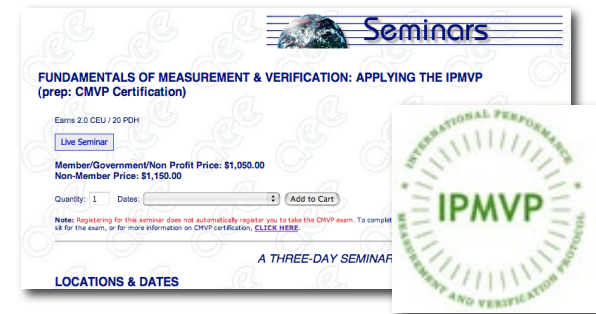 Seminars
FUNDAMENTALS OF MEASUREMENT & VERIFICATION: APPLYING THE IPMVP
(prep: CMVP Certification)
Earns 2.0 CEU / 20 PDH
Live Seminar
Member/Government/Non Profit Price: $1,050.00
Non-Member Price: $1,150.00
Quantity: 1 Dates: Add to Cart
Note: Registering for this seminar does not automatically register you to take the CMVP exam. To complet
sit for the exam, or for more information on CMVP certification, CLICK HERE.
A THREE-DAY SEMINAR
LOCATIONS & DATES
INTERNATIONAL PERFORMANCE
IPMVP
MEASUREMENT AND VERIFICATION PROTOCOL